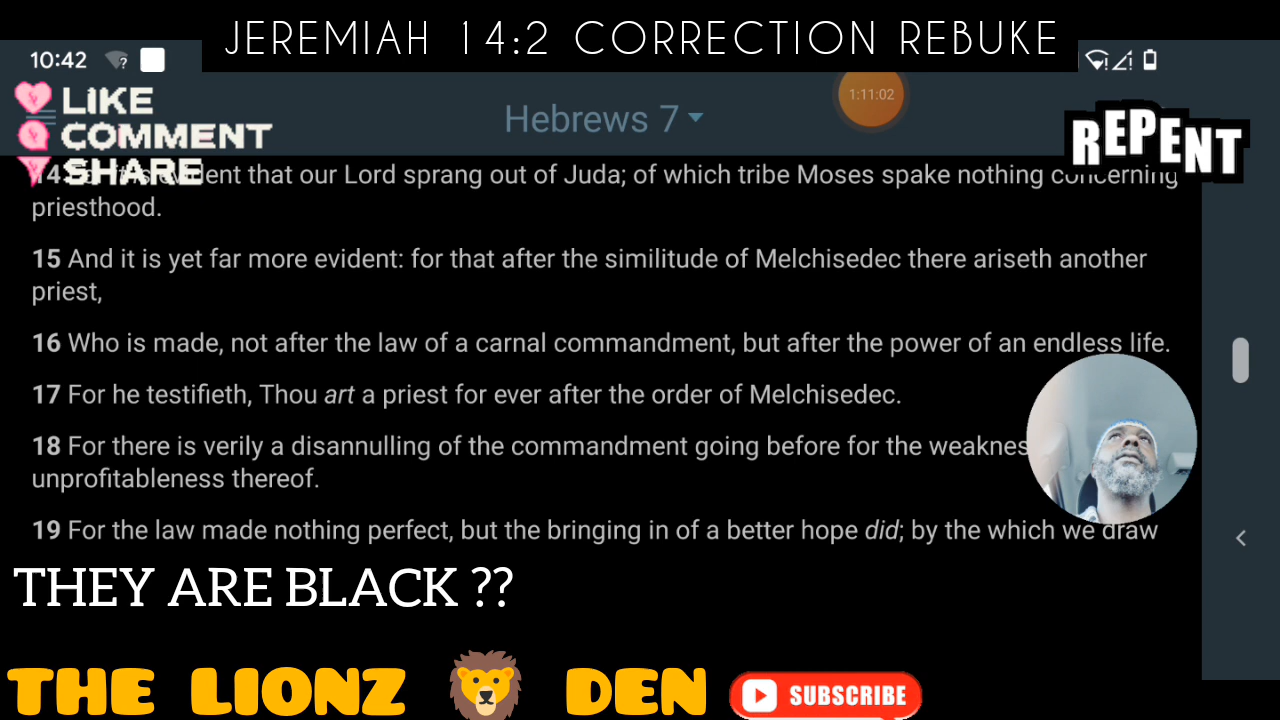 JEREMIAH 14:2 CORRECTION REBUKE
10:42
LIKE
COMMENT
SHARE
Hebrews 7
1:11:02
REPENT
14 that our Lord sprang out of Juda; of which tribe Moses spake nothing concerning
priesthood.
15 And it is yet far more evident: for that after the similitude of Melchisedec there ariseth another
priest,
16 Who is made, not after the law of a carnal commandment, but after the power of an endless life.
17 For he testifieth, Thou art a priest for ever after the order of Melchisedec.
18 For there is verily a disannulling of the commandment going before for the
unprofitableness thereof.
19 For the law made nothing perfect, but the bringing in of a better hope did; by the which we draw
THEY ARE BLACK ??
THE LIONZ DEN
SUBSCRIBE